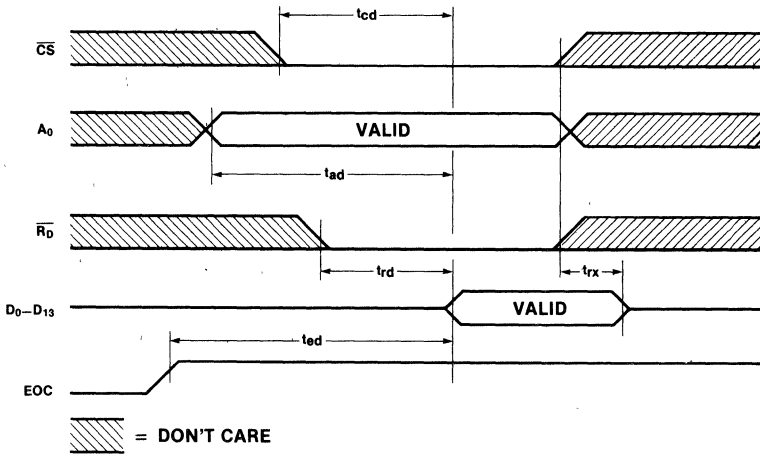 tcd
CS
A0
VALID
tad
RD
trd
trx
D0–D13
VALID
ted
EOC
= DON'T CARE